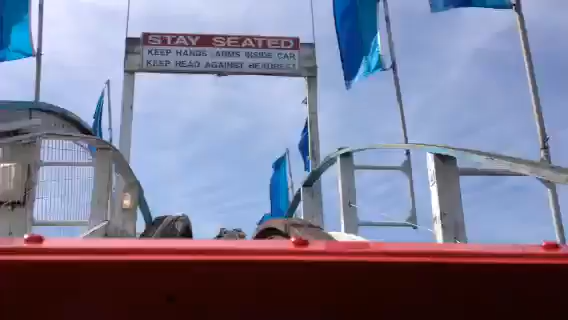 STAY SEATED
KEEP HANDS ARMS INSIDE CAR
KEEP HEAD AGAINST HEADREST